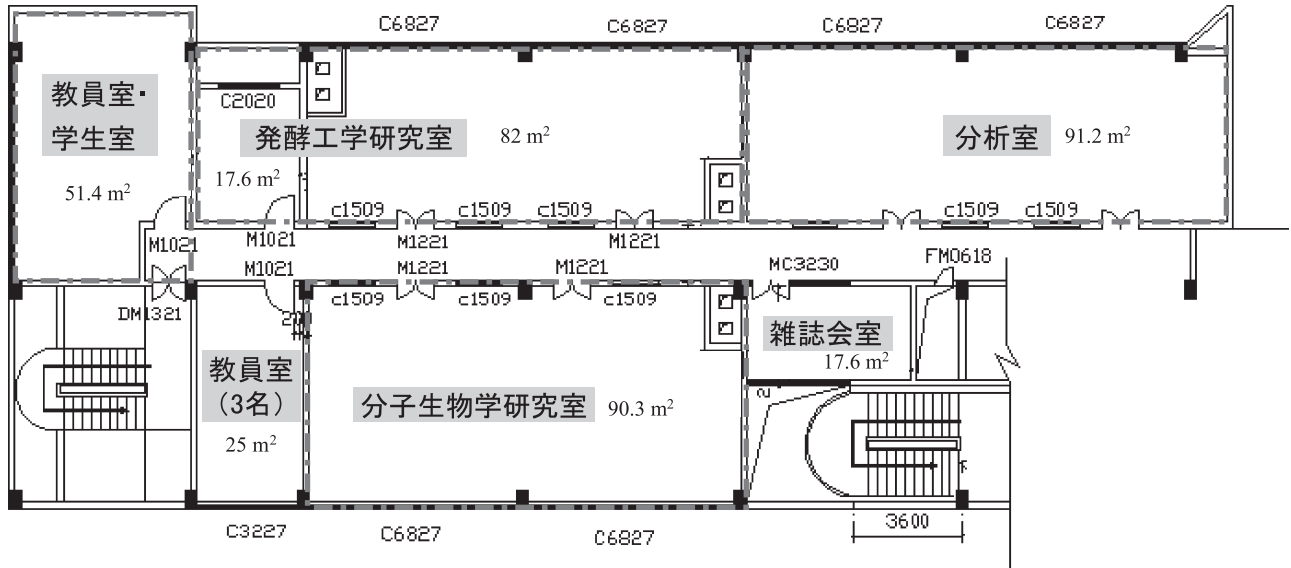 C6827
C6827
C6827
C6827
教員室・
学生室
51.4 m²
C2020
発酵工学研究室
82 m²
17.6 m²
分析室
91.2 m²
c1509
c1509
c1509
c1509
c1509
M1021
M1021
M1221
M1221
M1021
M1221
M1221
MC3230
FM0618
DM1321
c1509
c1509
c1509
教員室
(3名)
25 m²
分子生物学研究室
90.3 m²
雑誌会室
17.6 m²
C3227
C6827
C6827
3600